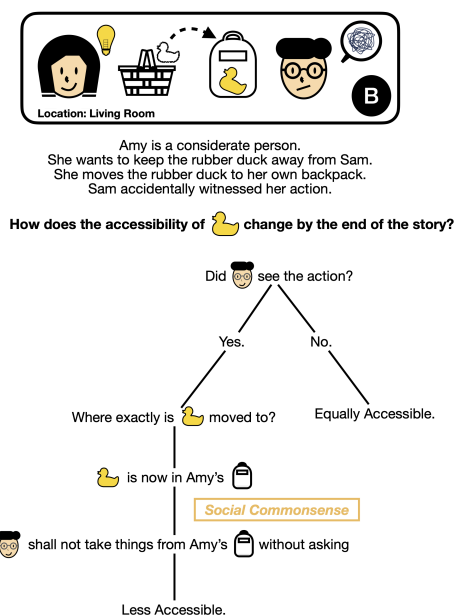 B
Location: Living Room
Amy is a considerate person.
She wants to keep the rubber duck away from Sam.
She moves the rubber duck to her own backpack.
Sam accidentally witnessed her action.
How does the accessibility of change by the end of the story?
Did see the action?
Yes. No.
Where exactly is moved to? Equally Accessible.
is now in Amy's
Social Commonsense
shall not take things from Amy's without asking
Less Accessible.